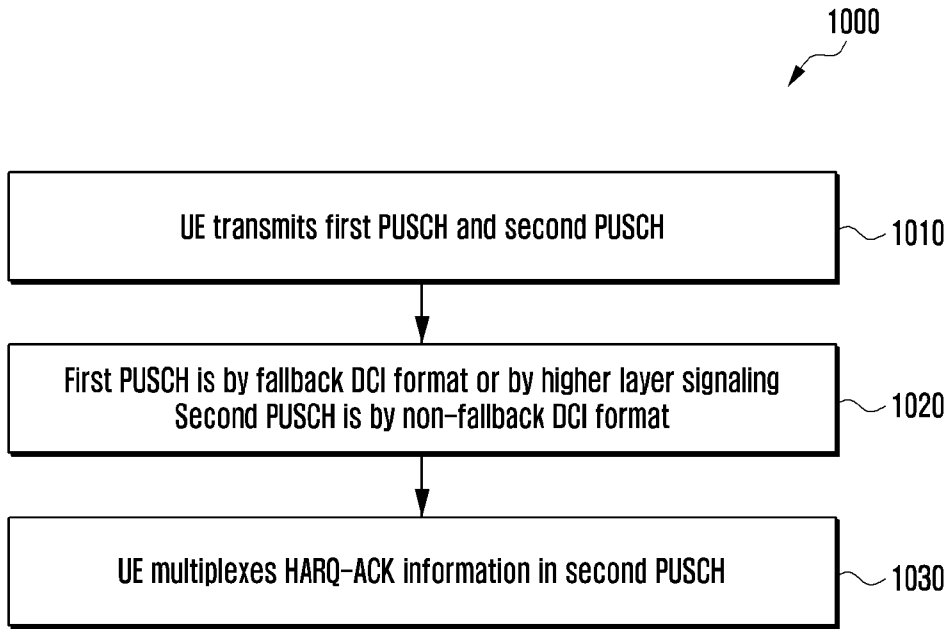 1000
UE transmits first PUSCH and second PUSCH
1010
First PUSCH is by fallback DCI format or by higher layer signaling
Second PUSCH is by non-fallback DCI format
1020
UE multiplexes HARQ-ACK information in second PUSCH
1030